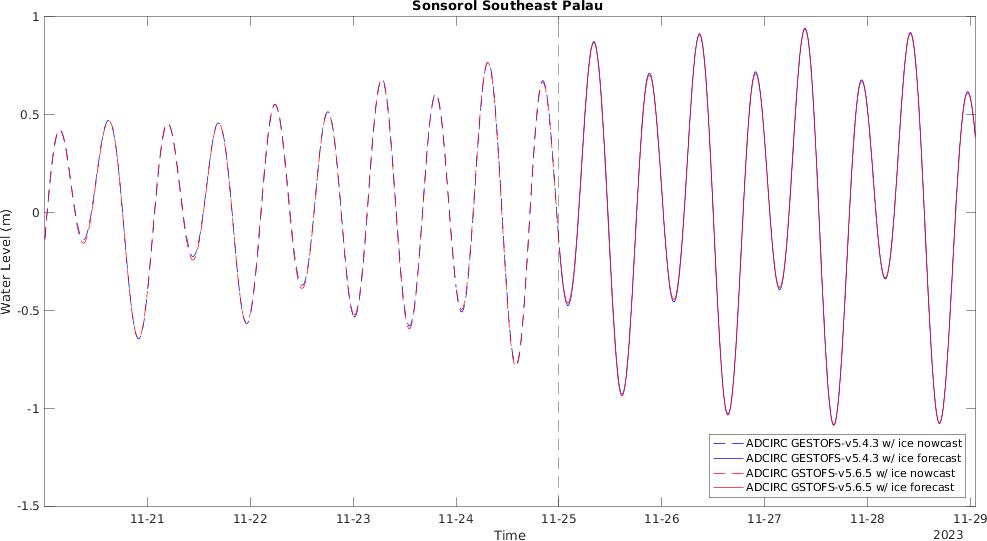 Sonsorol Southeast Palau
1
0.5
0
-0.5
-1
-1.5
Water Level (m)
11-21
11-22
11-23
11-24
11-25
11-26
11-27
11-28
11-29
Time
2023
ADCIRC GESTOFS-v5.4.3 w/ ice nowcast
ADCIRC GESTOFS-v5.4.3 w/ ice forecast
ADCIRC GSTOFS-v5.6.5 w/ ice nowcast
ADCIRC GSTOFS-v5.6.5 w/ ice forecast